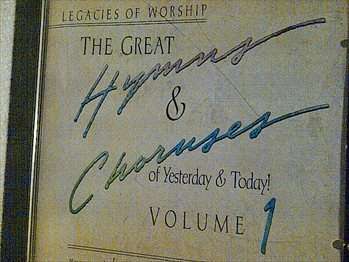 LEGACIES OF WORSHIP
THE GREAT
Hymns
&
Choruses
of Yesterday & Today!
VOLUME 1